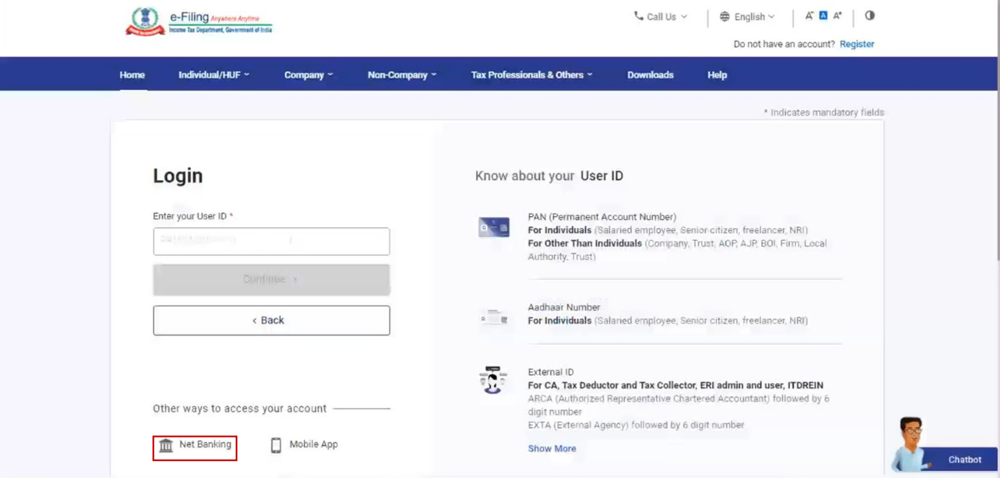 e-Filing Anywhere Anytime
Income Tax Department, Government of India
Call Us
English
A- A A+
Do not have an account? Register
Home Individual/HUF Company Non-Company Tax Professionals & Others Downloads Help
* Indicates mandatory fields
Login
Enter your User ID *
Continue >
< Back
Other ways to access your account
Net Banking
Mobile App
Know about your User ID
PAN (Permanent Account Number)
For Individuals (Salaried employee, Senior citizen, freelancer, NRI)
For Other Than Individuals (Company, Trust, AOP, AJP, BOI, Firm, Local
Authority, Trust)
Aadhaar Number
For Individuals (Salaried employee, Senior citizen, freelancer, NRI)
External ID
For CA, Tax Deductor and Tax Collector, ERI admin and user, ITDREIN
ARCA (Authorized Representative Chartered Accountant) followed by 6
digit number
EXTA (External Agency) followed by 6 digit number
Show More
Chatbot